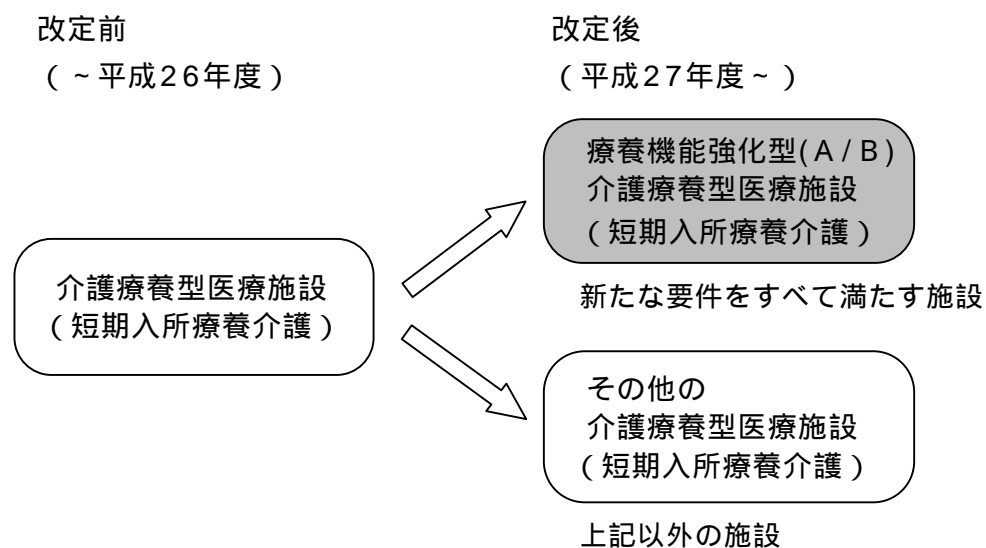 改定前
（～平成26年度）
改定後
（平成27年度～）
介護療養型医療施設
（短期入所療養介護）
療養機能強化型(A/B)
介護療養型医療施設
（短期入所療養介護）
新たな要件をすべて満たす施設
その他の
介護療養型医療施設
（短期入所療養介護）
上記以外の施設